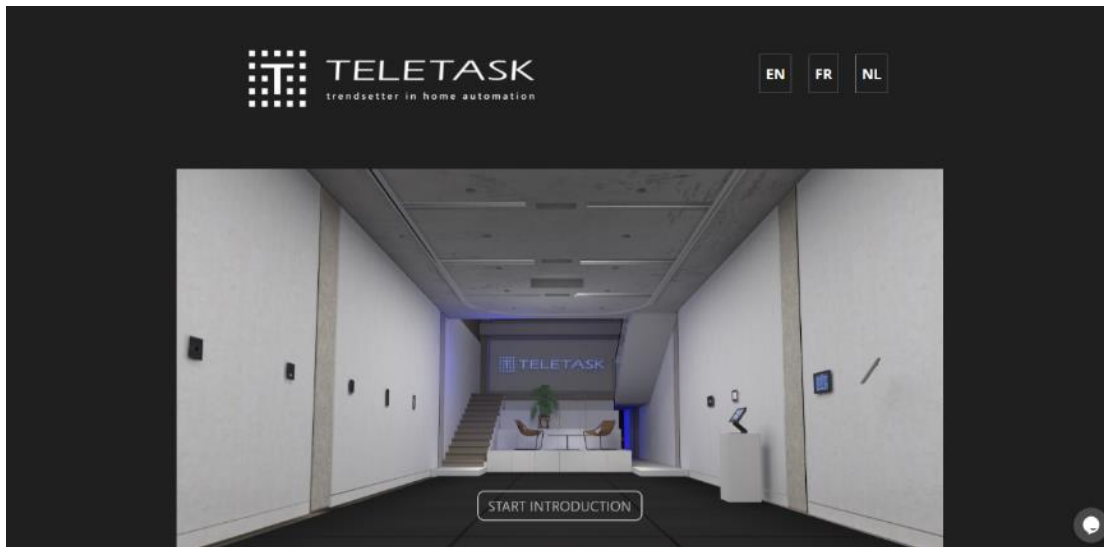 TELETASK
trendsetter in home automation
EN FR NL
TELETASK
START INTRODUCTION